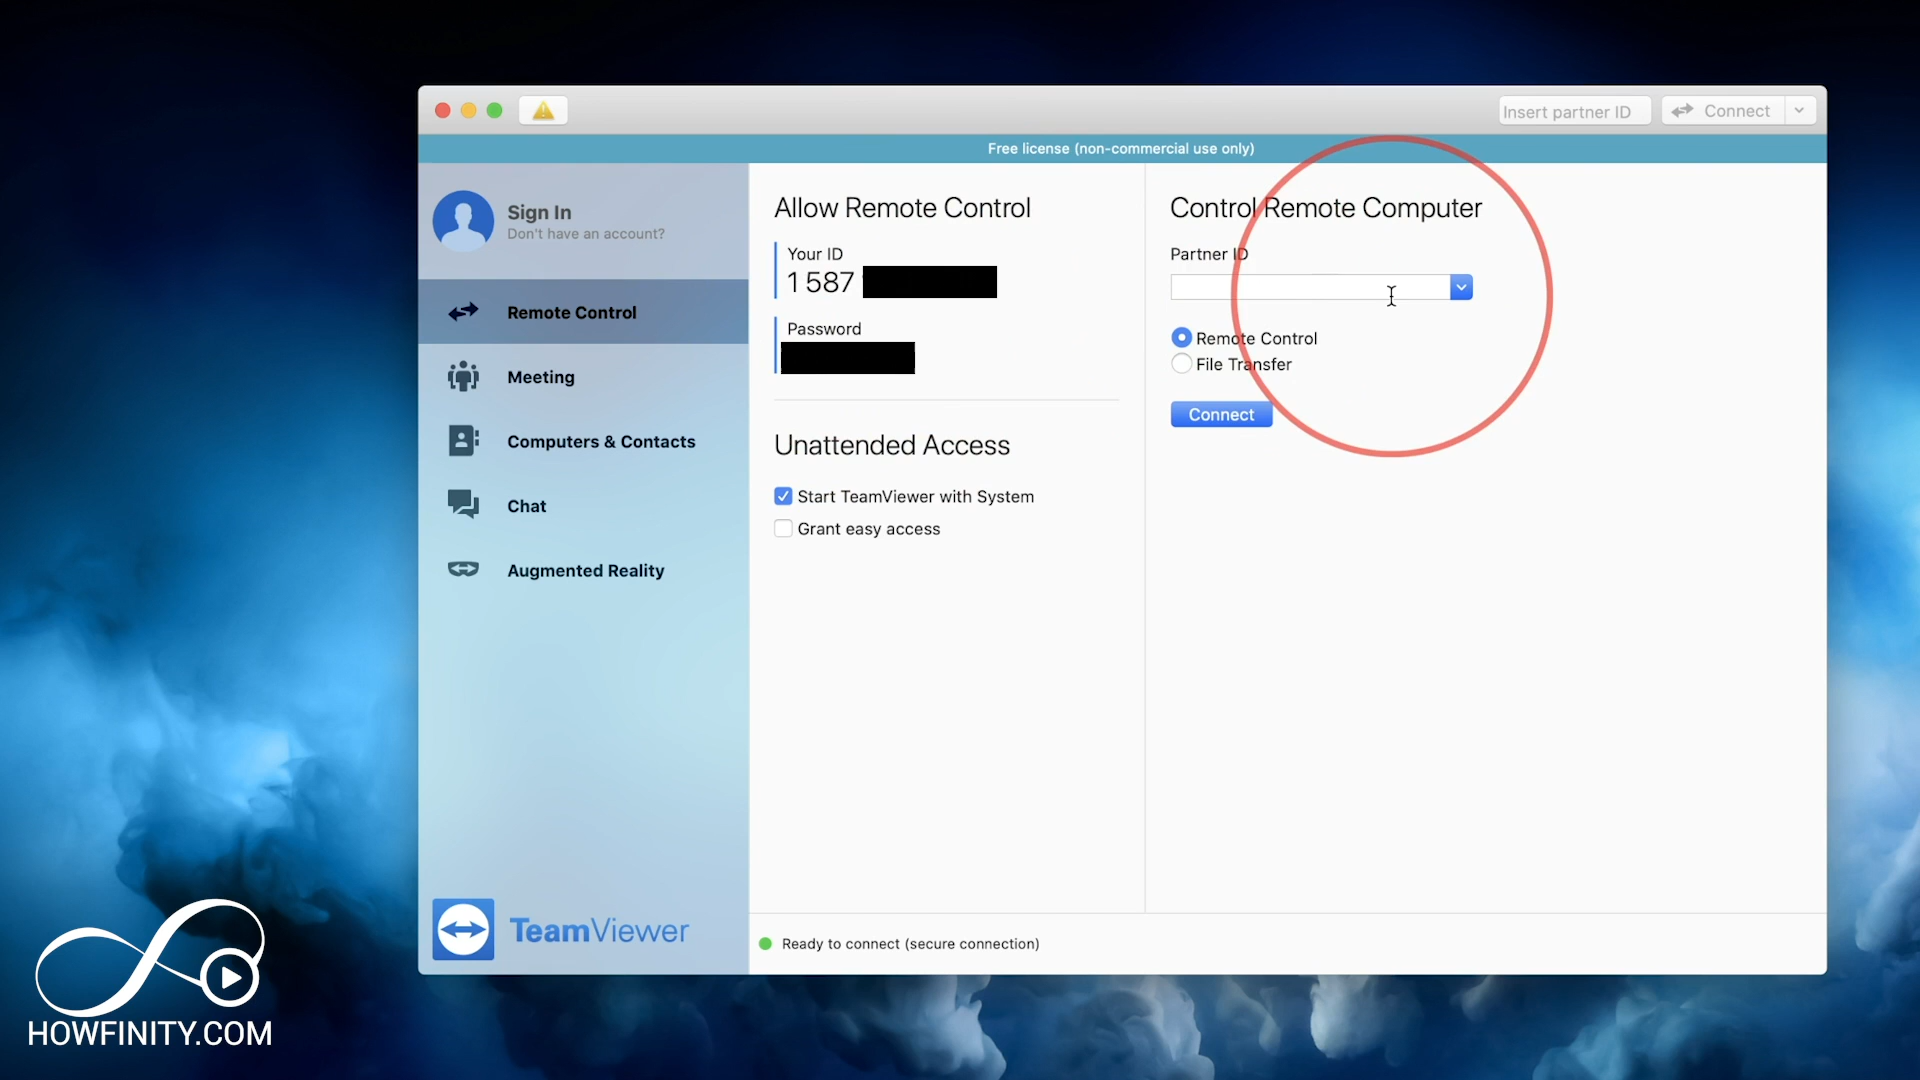 Insert partner ID
Connect
Free license (non-commercial use only)
Sign In
Don't have an account?
Remote Control
Meeting
Computers & Contacts
Chat
Augmented Reality
TeamViewer
Allow Remote Control
Your ID
1 587
Password
Unattended Access
Start TeamViewer with System
Grant easy access
Control Remote Computer
Partner ID
Remote Control
File Transfer
Connect
Ready to connect (secure connection)
HOWFINITY.COM